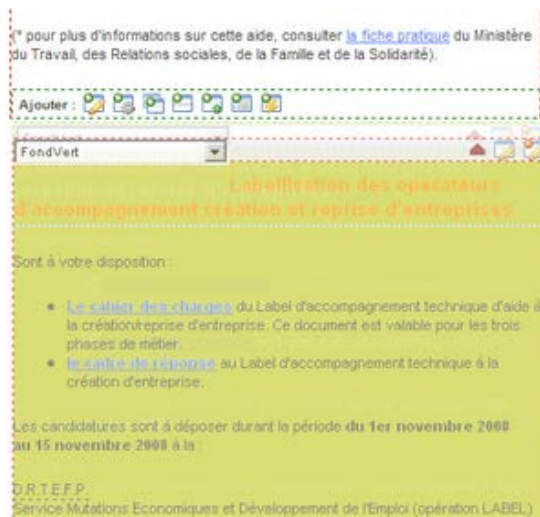 (* pour plus d'informations sur cette aide, consulter la fiche pratique du Ministère
du Travail, des Relations sociales, de la Famille et de la Solidarité).
Ajouter :
FondVert
Labellisation des opérateurs
d'accompagnement création et reprise d'entreprises
Sont à votre disposition :
Le cahier des charges du Label d'accompagnement technique d'aide à
la création/reprise d'entreprise. Ce document est valable pour les trois
phases de métier.
le cadre de réponse au Label d'accompagnement technique à la
création d'entreprise.
Les candidatures sont à déposer durant la période du 1er novembre 2008
au 15 novembre 2008 à la :
D.R.T.E.F.P.
Service Mutations Economiques et Développement de l'Emploi (opération LABEL)